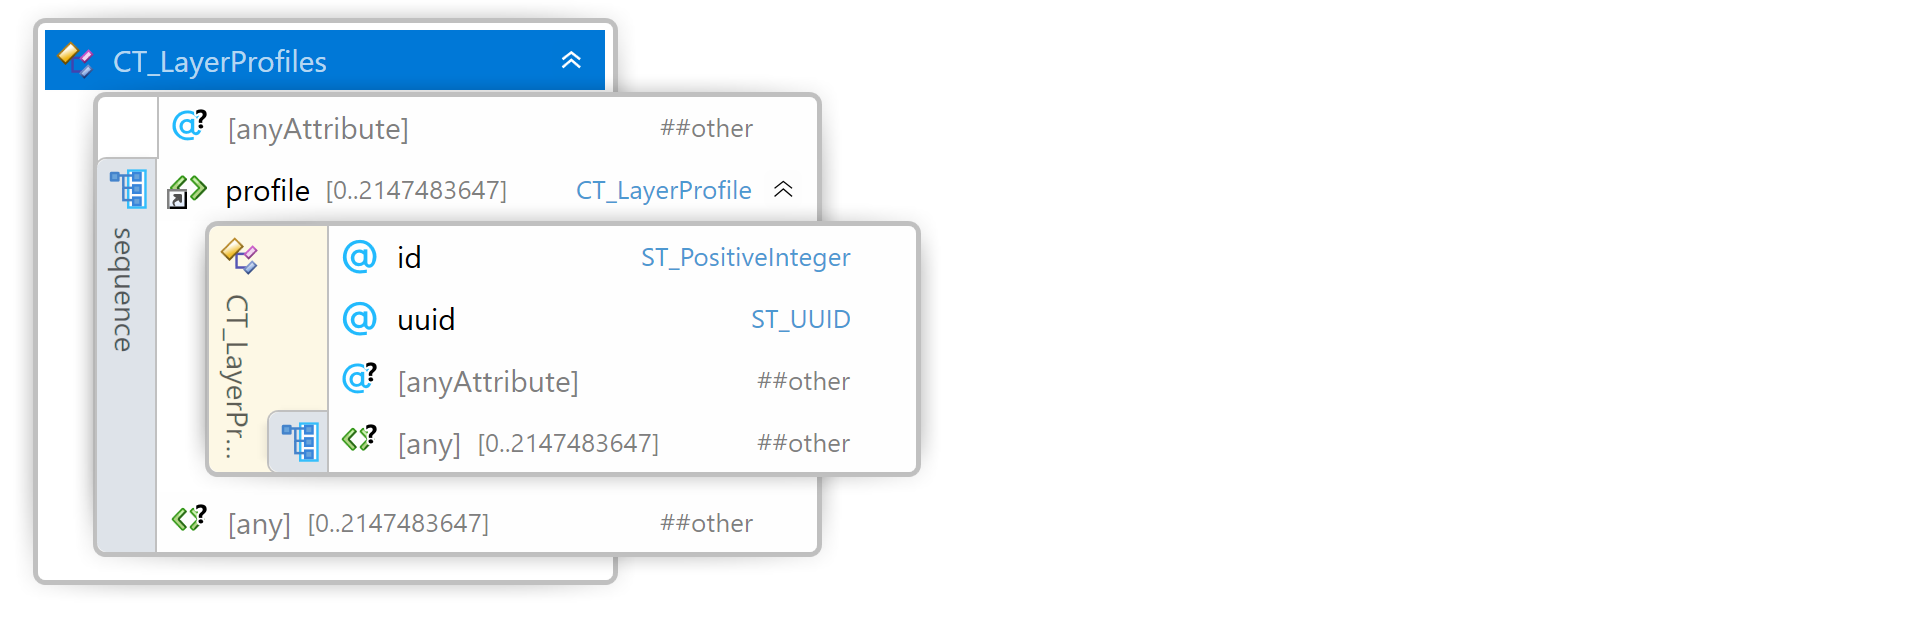 CT_LayerProfiles
[anyAttribute] ##other
profile [0..2147483647] CT_LayerProfile
sequence
id ST_PositiveInteger
CT_LayerPr...
uuid ST_UUID
[anyAttribute] ##other
[any] [0..2147483647] ##other
[any] [0..2147483647] ##other